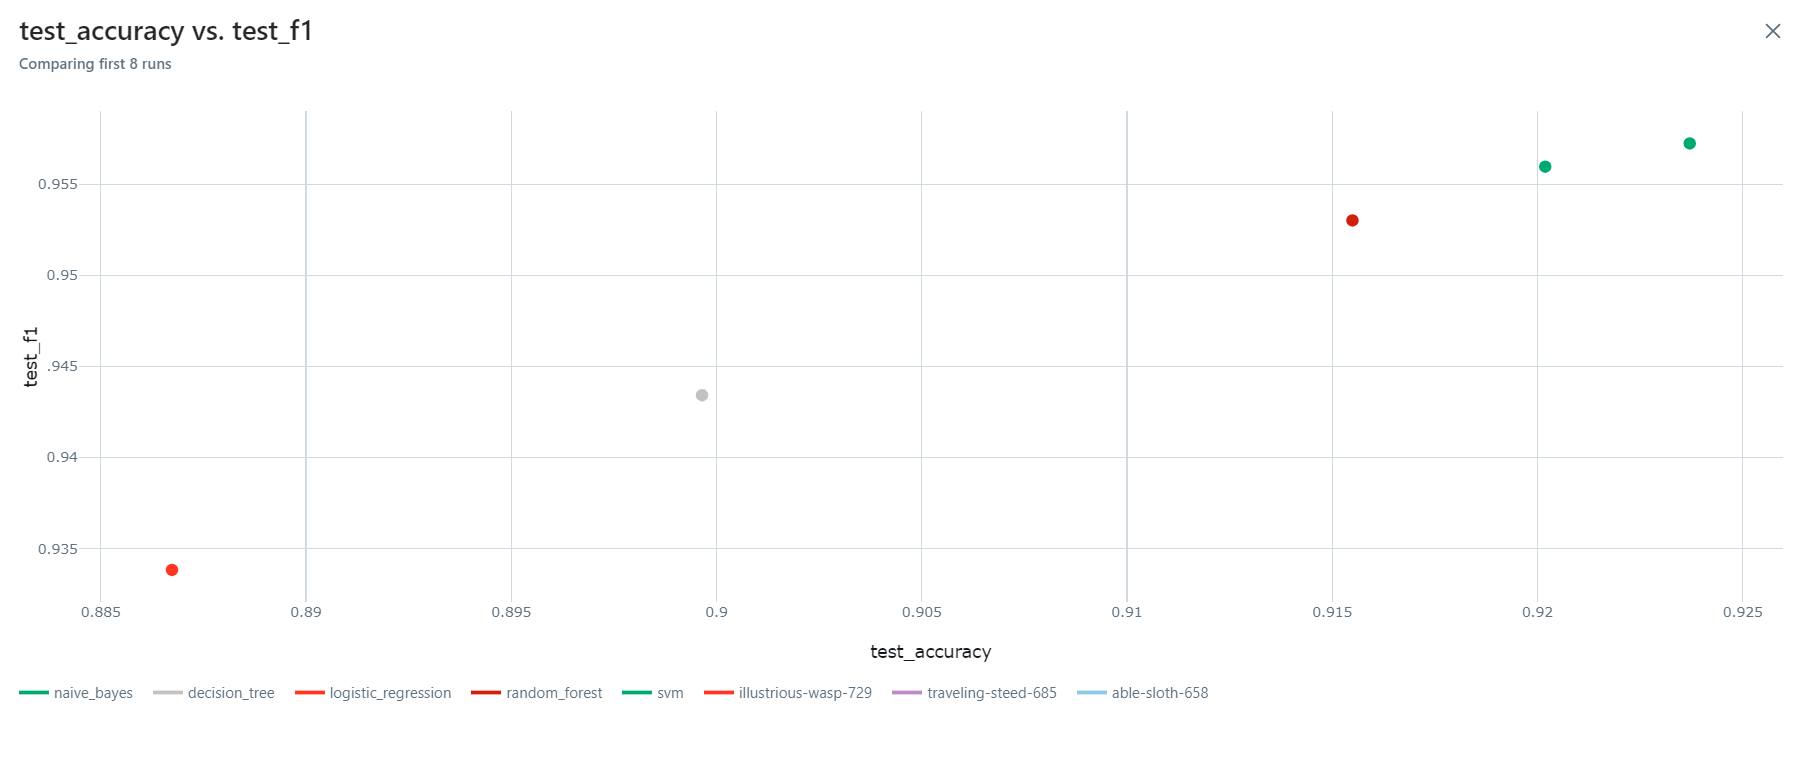 test_accuracy vs. test_f1
Comparing first 8 runs
0.955
0.95
.945
0.94
0.935
test_f1
0.885 0.89 0.895 0.9 0.905 0.91 0.915 0.92 0.925
test_accuracy
naive_bayes decision_tree logistic_regression random_forest svm illustrious-wasp-729 traveling-steed-685 able-sloth-658